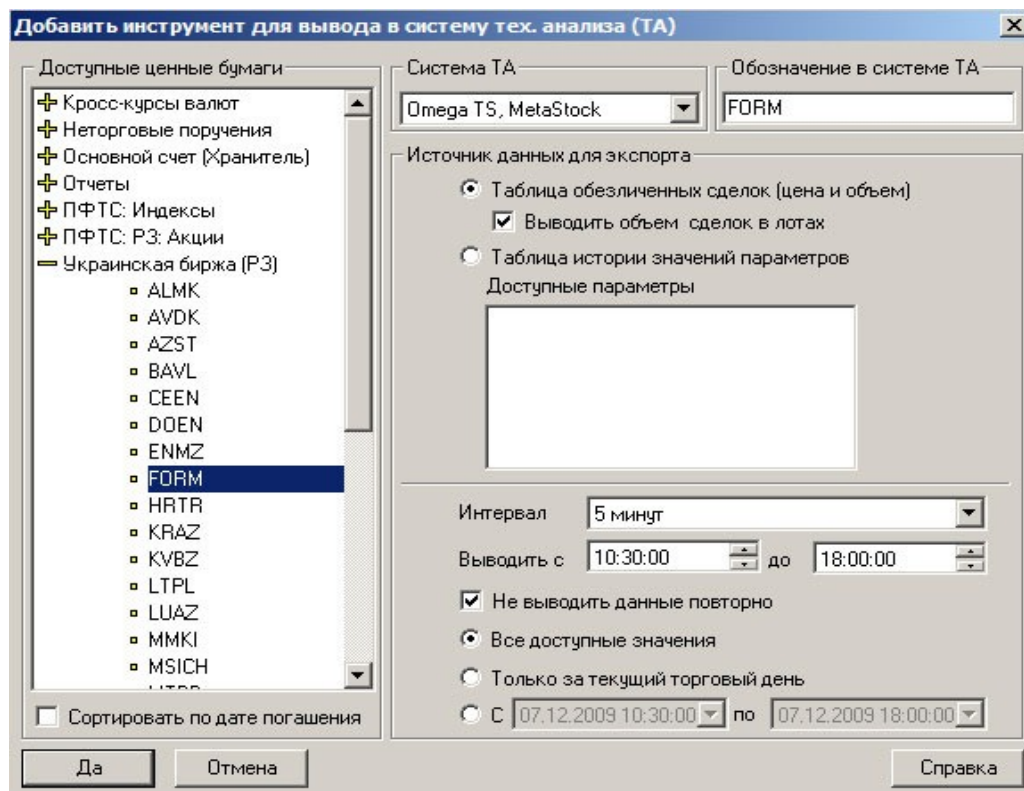 Добавить инструмент для вывода в систему тех. анализа (ТА)
Доступные ценные бумаги
Кросс-курсы валют
Неторговые поручения
Основной счет (Хранитель)
Отчеты
ПФТС: Индексы
ПФТС: РЗ: Акции
Украинская биржа (РЗ)
ALMK
AVDK
AZST
BAVL
CEEN
DOEN
ENMZ
FORM
HRTR
KRAZ
KVBZ
LTPL
LUAZ
MMKI
MSICH
Сортировать по дате погашения
Система ТА
Omega TS, MetaStock
Обозначение в системе ТА
FORM
Источник данных для экспорта
Таблица обезличенных сделок (цена и объем)
Выводить объем сделок в лотах
Таблица истории значений параметров
Доступные параметры
Интервал 5 минут
Выводить с 10:30:00 до 18:00:00
Не выводить данные повторно
Все доступные значения
Только за текущий торговый день
С 07.12.2009 10:30:00 по 07.12.2009 18:00:00
Да Отмена Справка